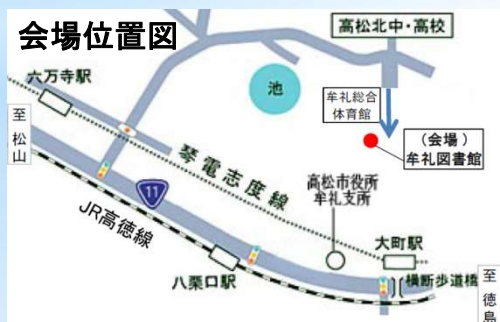 会場位置図
高松北中・高校
六万寺駅
池
牟礼総合
体育館
至
松
山
(会場)
牟礼図書館
琴電志度線
11
高松市役所
牟礼支所
JR高徳線
大町駅
八栗口駅
横断歩道橋
至
徳
島